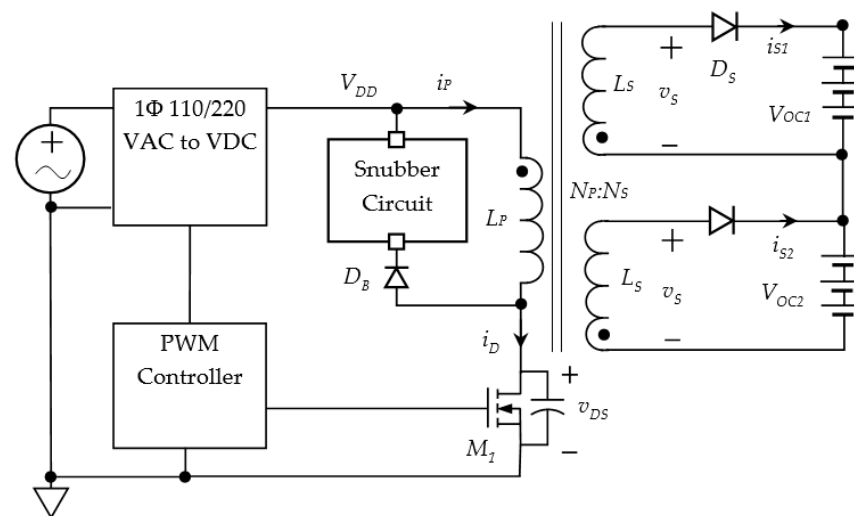 1Φ 110/220
VAC to VDC
V_DD
i_P
Snubber
Circuit
D_B
L_P
N_P:N_S
L_S
+
v_S
−
D_S
i_S1
V_OC1
L_S
+
v_S
−
i_S2
V_OC2
PWM
Controller
i_D
M_1
+
v_DS
−
+